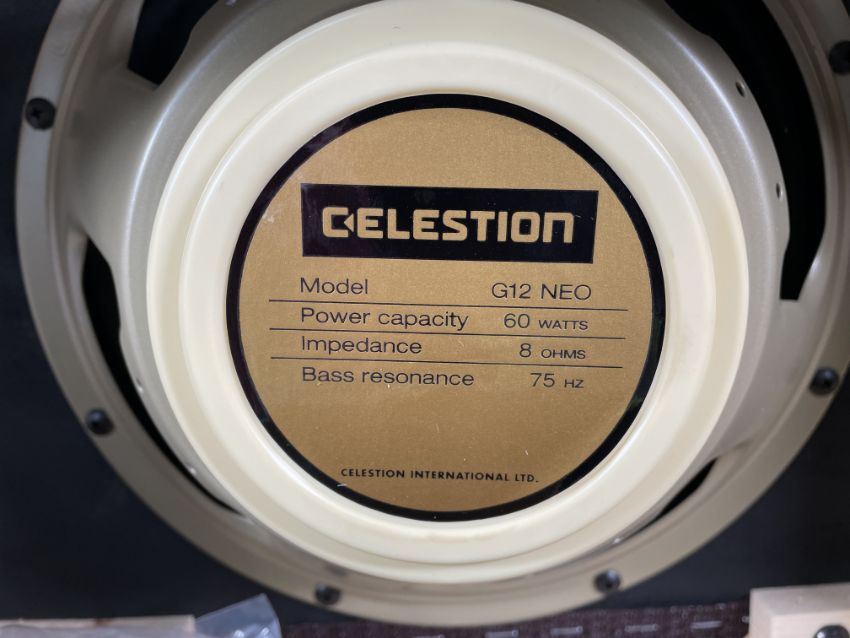 CELESTION
Model G12 NEO
Power capacity 60 WATTS
Impedance 8 OHMS
Bass resonance 75 HZ
CELESTION INTERNATIONAL LTD.